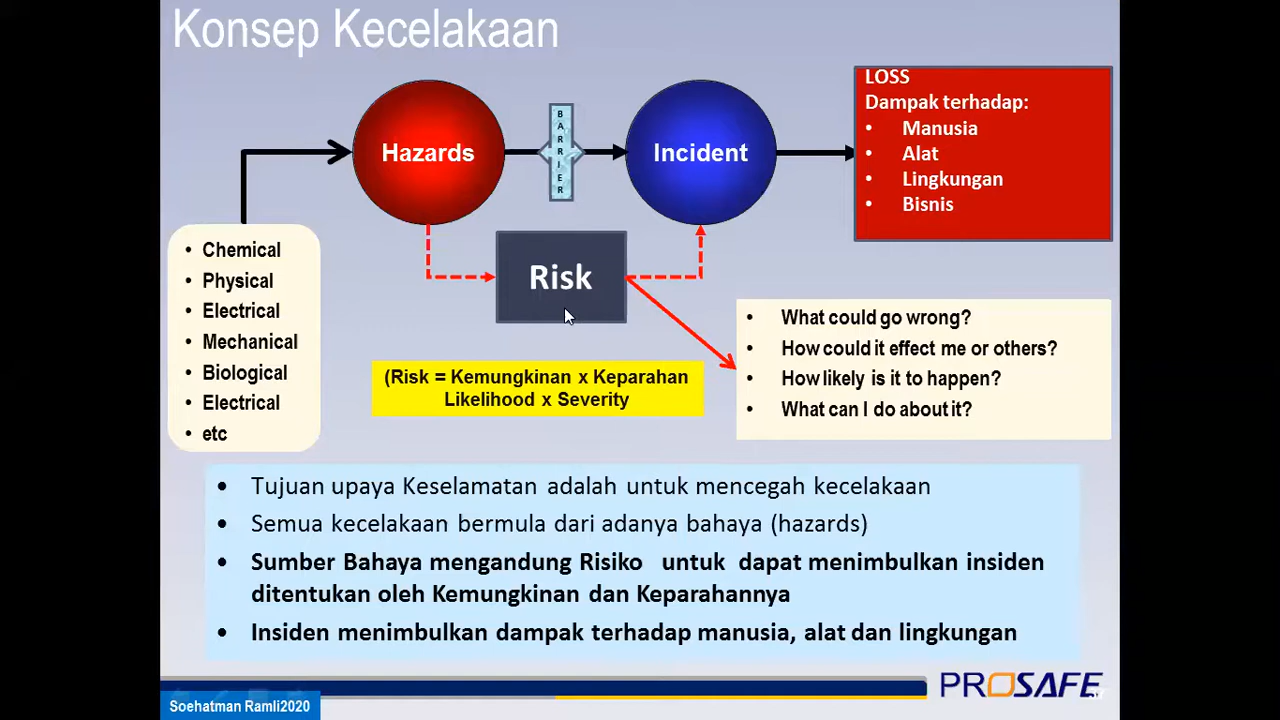 Konsep Kecelakaan
Hazards
BARRIER
Incident
LOSS
Dampak terhadap:
• Manusia
• Alat
• Lingkungan
• Bisnis
• Chemical
• Physical
• Electrical
• Mechanical
• Biological
• Electrical
• etc
Risk
(Risk = Kemungkinan x Keparahan
Likelihood x Severity
• What could go wrong?
• How could it effect me or others?
• How likely is it to happen?
• What can I do about it?
• Tujuan upaya Keselamatan adalah untuk mencegah kecelakaan
• Semua kecelakaan bermula dari adanya bahaya (hazards)
• Sumber Bahaya mengandung Risiko untuk dapat menimbulkan insiden
ditentukan oleh Kemungkinan dan Keparahannya
• Insiden menimbulkan dampak terhadap manusia, alat dan lingkungan
PROSAFE
Soehatman Ramli2020